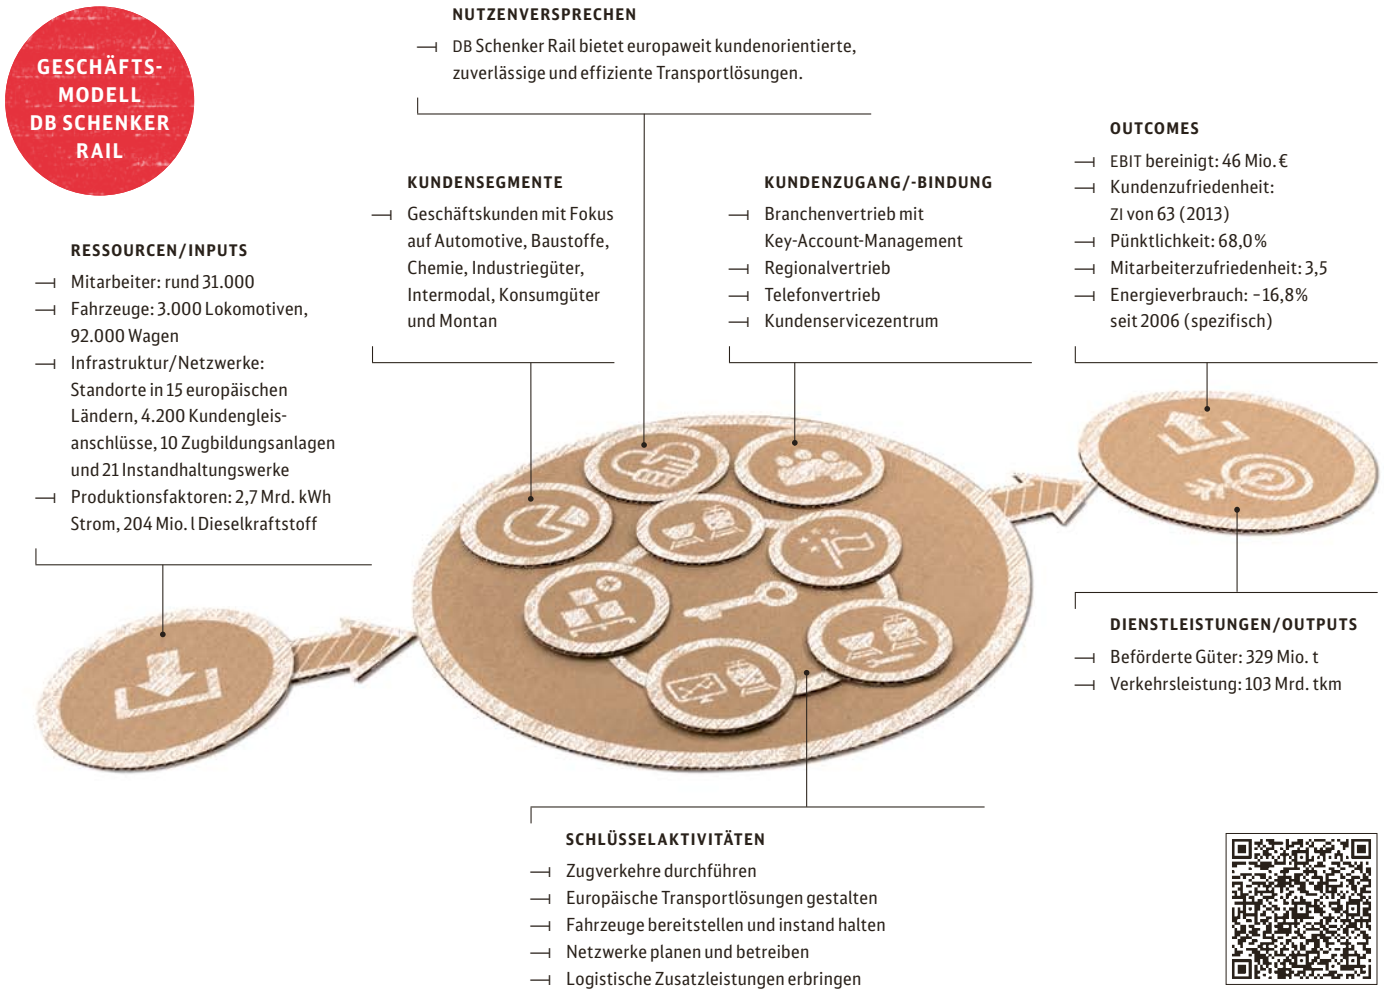 GESCHÄFTS-
MODELL
DB SCHENKER
RAIL
NUTZENVERSPRECHEN
DB Schenker Rail bietet europaweit kundenorientierte,
zuverlässige und effiziente Transportlösungen.
RESSOURCEN/INPUTS
Mitarbeiter: rund 31.000
Fahrzeuge: 3.000 Lokomotiven,
92.000 Wagen
Infrastruktur/Netzwerke:
Standorte in 15 europäischen
Ländern, 4.200 Kundengleis-
anschlüsse, 10 Zugbildungsanlagen
und 21 Instandhaltungswerke
Produktionsfaktoren: 2,7 Mrd. kWh
Strom, 204 Mio. l Dieselkraftstoff
KUNDENSEGMENTE
Geschäftskunden mit Fokus
auf Automotive, Baustoffe,
Chemie, Industriegüter,
Intermodal, Konsumgüter
und Montan
KUNDENZUGANG/-BINDUNG
Branchenvertrieb mit
Key-Account-Management
Regionalvertrieb
Telefonvertrieb
Kundenservicezentrum
OUTCOMES
EBIT bereinigt: 46 Mio. €
Kundenzufriedenheit:
ZI von 63 (2013)
Pünktlichkeit: 68,0%
Mitarbeiterzufriedenheit: 3,5
Energieverbrauch: –16,8%
seit 2006 (spezifisch)
DIENSTLEISTUNGEN/OUTPUTS
Beförderte Güter: 329 Mio. t
Verkehrsleistung: 103 Mrd. tkm
SCHLÜSSELAKTIVITÄTEN
Zugverkehre durchführen
Europäische Transportlösungen gestalten
Fahrzeuge bereitstellen und instand halten
Netzwerke planen und betreiben
Logistische Zusatzleistungen erbringen